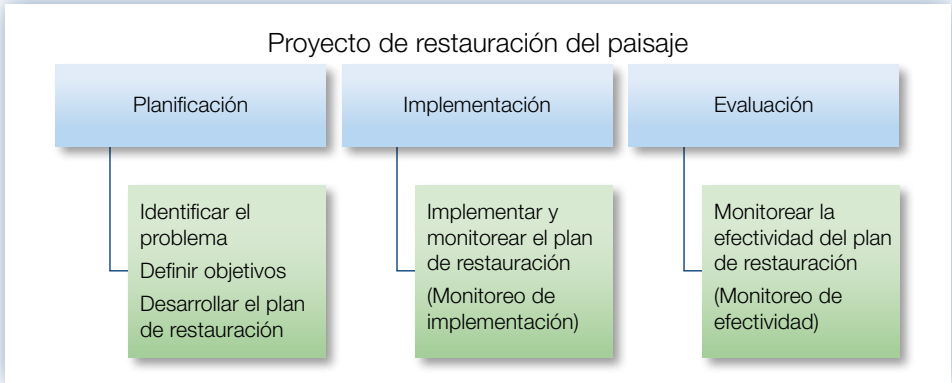 Proyecto de restauración del paisaje
Planificación
Implementación
Evaluación
Identificar el
problema
Definir objetivos
Desarrollar el plan
de restauración
Implementar y
monitorear el plan
de restauración
(Monitoreo de
implementación)
Monitorear la
efectividad del plan
de restauración
(Monitoreo de
efectividad)